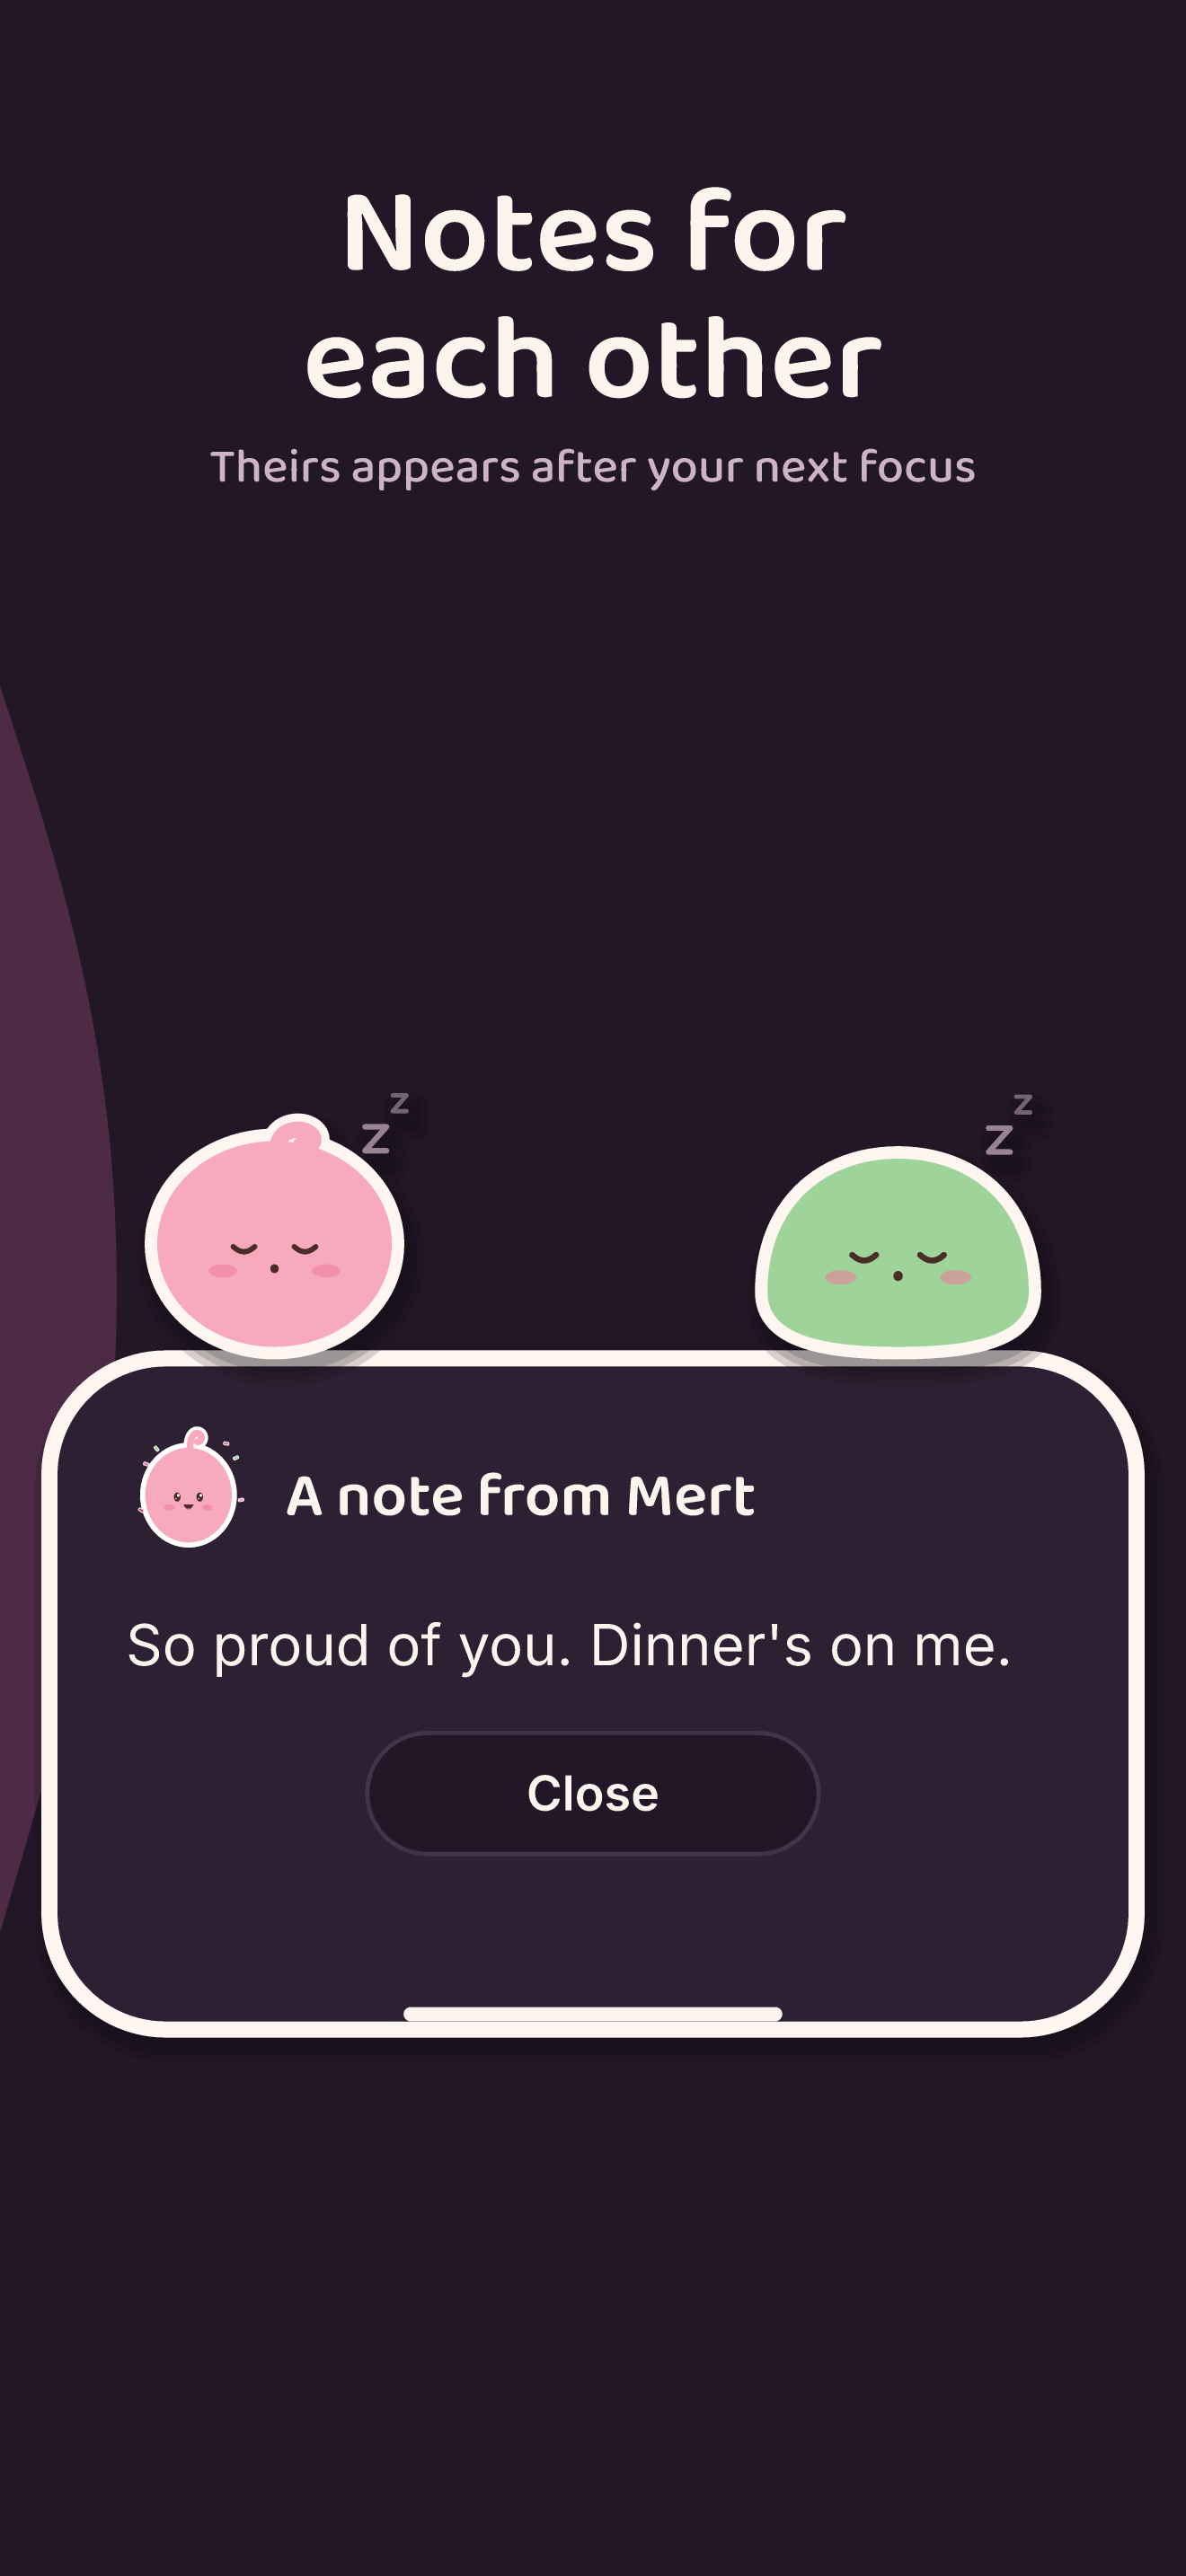 Notes for
each other
Theirs appears after your next focus
z
Z
z
Z
A note from Mert
So proud of you. Dinner's on me.
Close